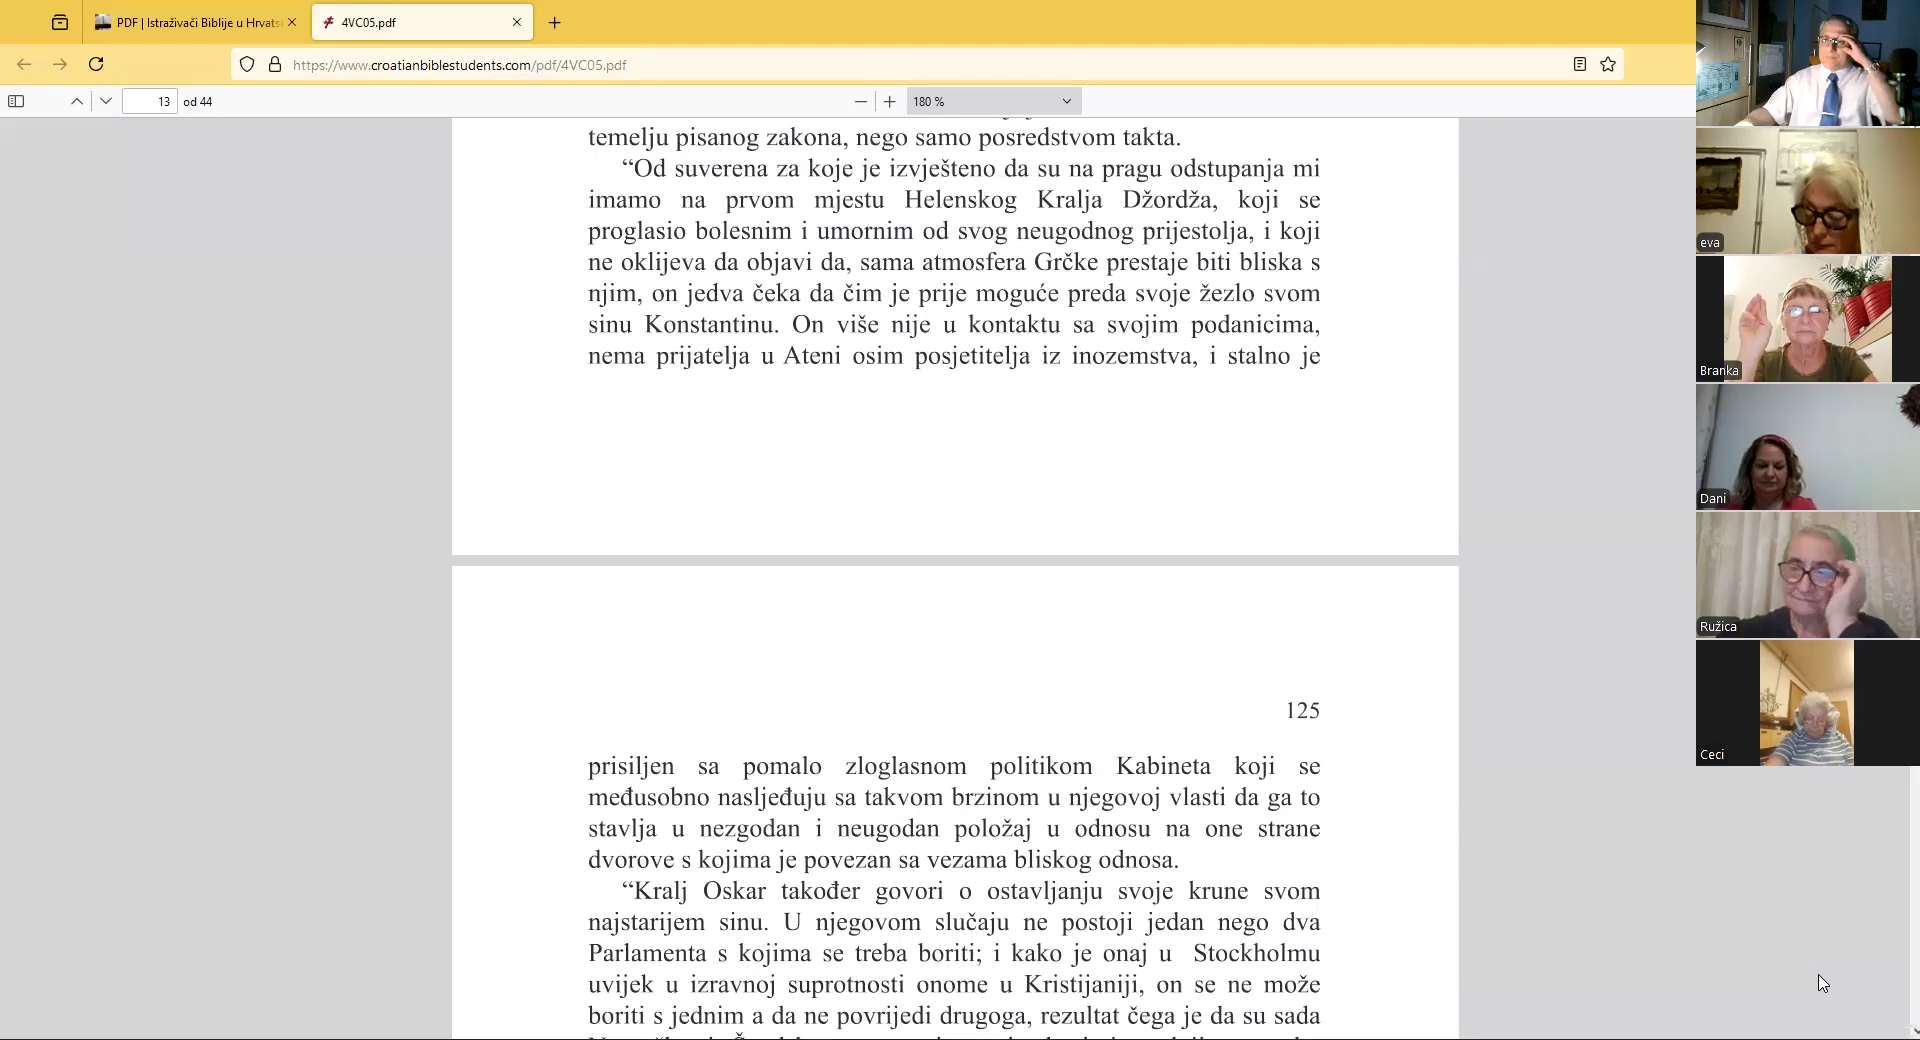 PDF | Istraživači Biblije u Hrvats
4VC05.pdf
https://www.croatianbiblestudents.com/pdf/4VC05.pdf
13 od 44
180 %
temelju pisanog zakona, nego samo posredstvom takta.
“Od suverena za koje je izvješteno da su na pragu odstupanja mi
imamo na prvom mjestu Helenskog Kralja Džordža, koji se
proglasio bolesnim i umornim od svog neugodnog prijestolja, i koji
ne oklijeva da objavi da, sama atmosfera Grčke prestaje biti bliska s
njim, on jedva čeka da čim je prije moguće preda svoje žezlo svom
sinu Konstantinu. On više nije u kontaktu sa svojim podanicima,
nema prijatelja u Ateni osim posjetitelja iz inozemstva, i stalno je
125
prisiljen sa pomalo zloglasnom politikom Kabineta koji se
međusobno nasljeđuju sa takvom brzinom u njegovoj vlasti da ga to
stavlja u nezgodan i neugodan položaj u odnosu na one strane
dvorove s kojima je povezan sa vezama bliskog odnosa.
“Kralj Oskar također govori o ostavljanju svoje krune svom
najstarijem sinu. U njegovom slučaju ne postoji jedan nego dva
Parlamenta s kojima se treba boriti; i kako je onaj u Stockholmu
uvijek u izravnoj suprotnosti onome u Kristijaniji, on se ne može
boriti s jednim a da ne povrijedi drugoga, rezultat čega je da su sada
eva
Branka
Dani
Ružica
Ceci